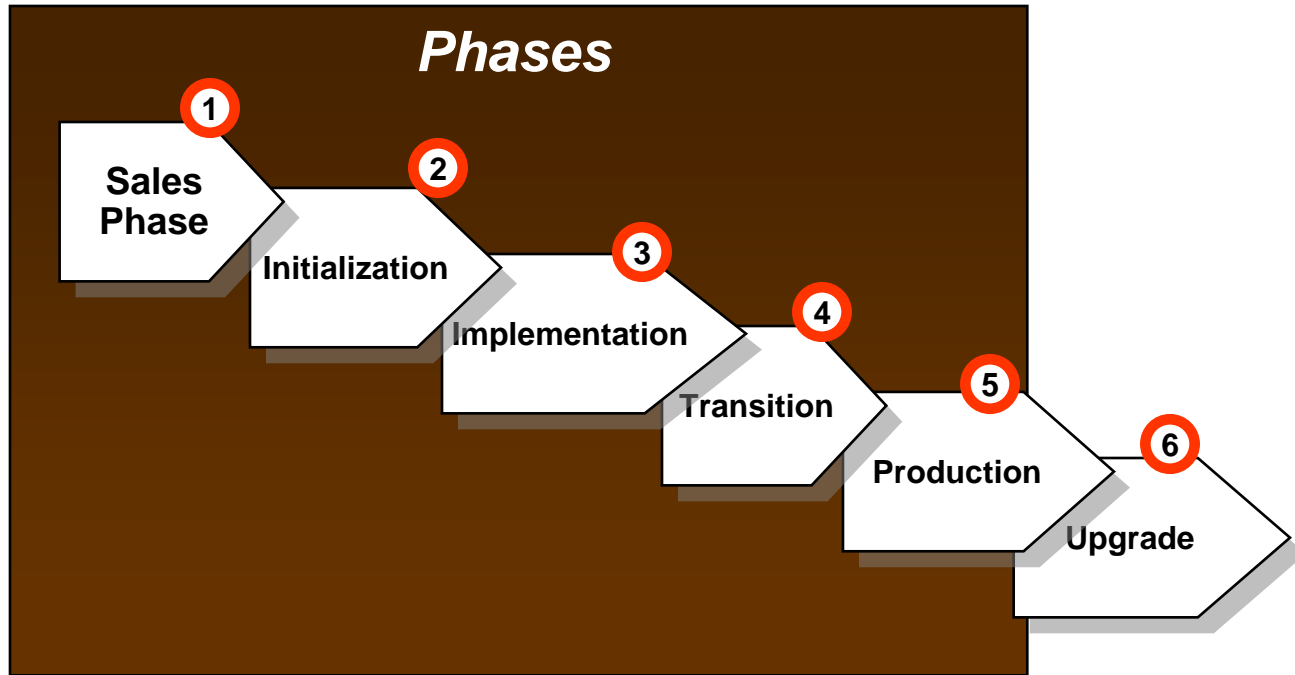 Phases
1
Sales
Phase
2
Initialization
3
Implementation
4
Transition
5
Production
6
Upgrade